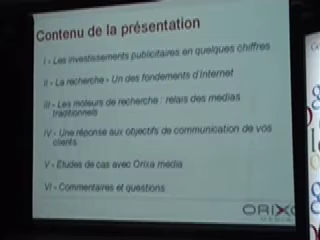 Contenu de la présentation
I - Les investissements publicitaires en quelques chiffres
II - La recherche - Un des fondements d'Internet
III - Les moteurs de recherche : relais des médias
traditionnels
IV - Une réponse aux objectifs de communication de vos
clients
V - Etudes de cas avec Orixa media
VI - Commentaires et questions
ORIX
MEDIA